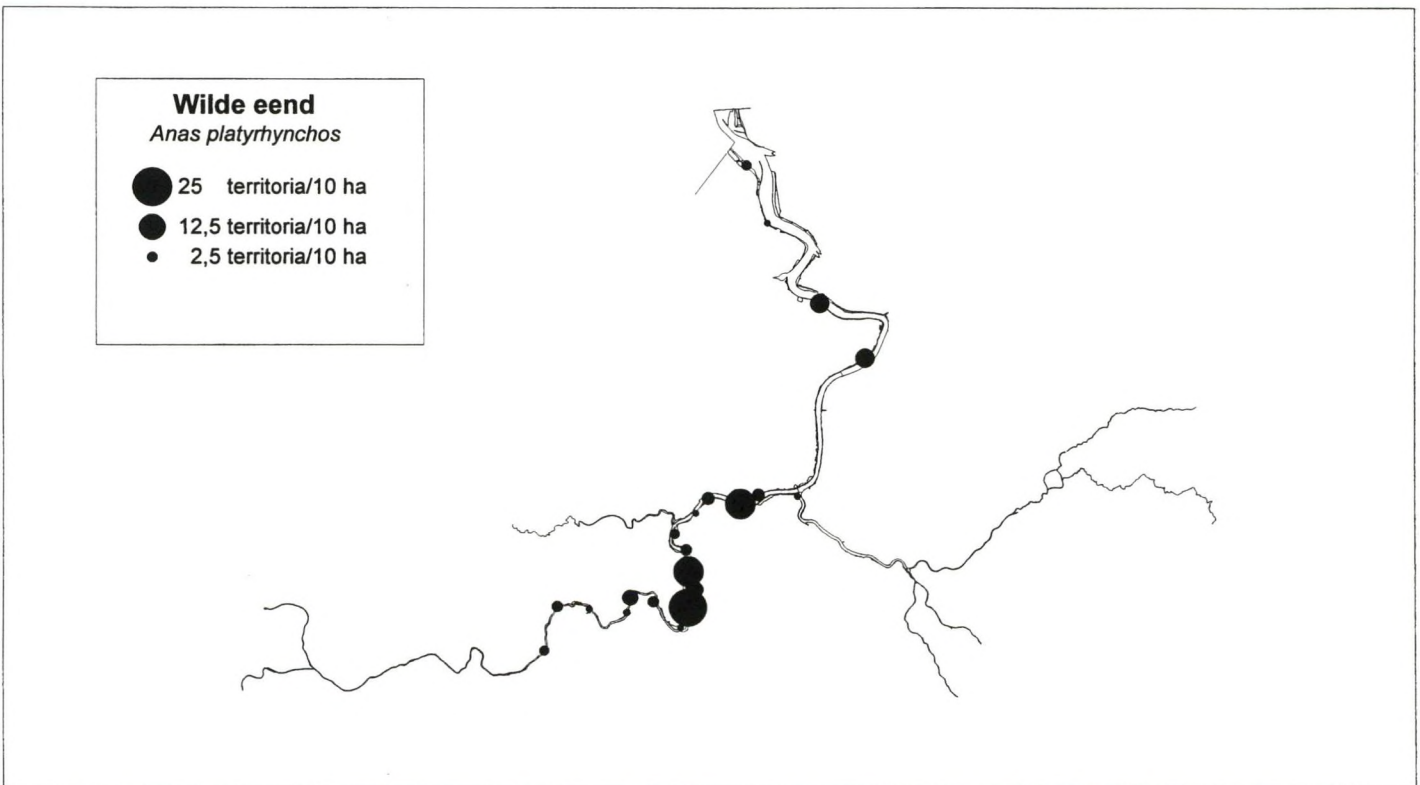 Wilde eend
Anas platyrhynchos
25 territoria/10 ha
12,5 territoria/10 ha
2,5 territoria/10 ha